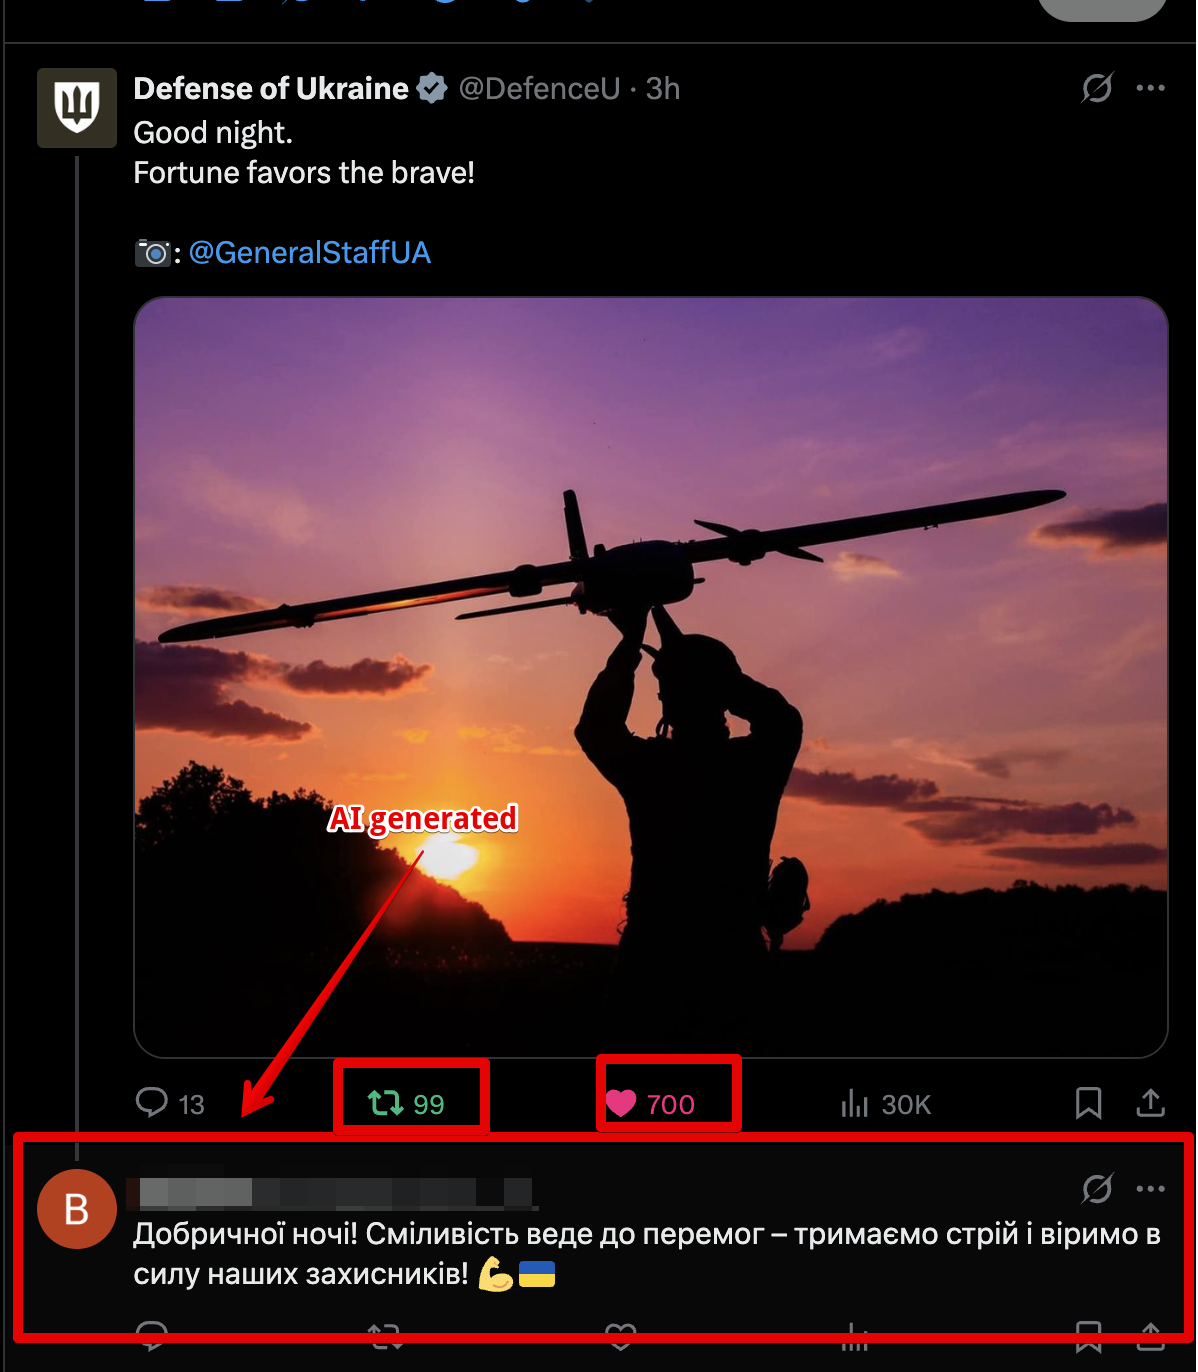 Defense of Ukraine @DefenceU · 3h
Good night.
Fortune favors the brave!
: @GeneralStaffUA
AI generated
13 99 700 30K
B
Добричної ночі! Сміливість веде до перемог – тримаємо стрій і віримо в
силу наших захисників! 💪🇺🇦